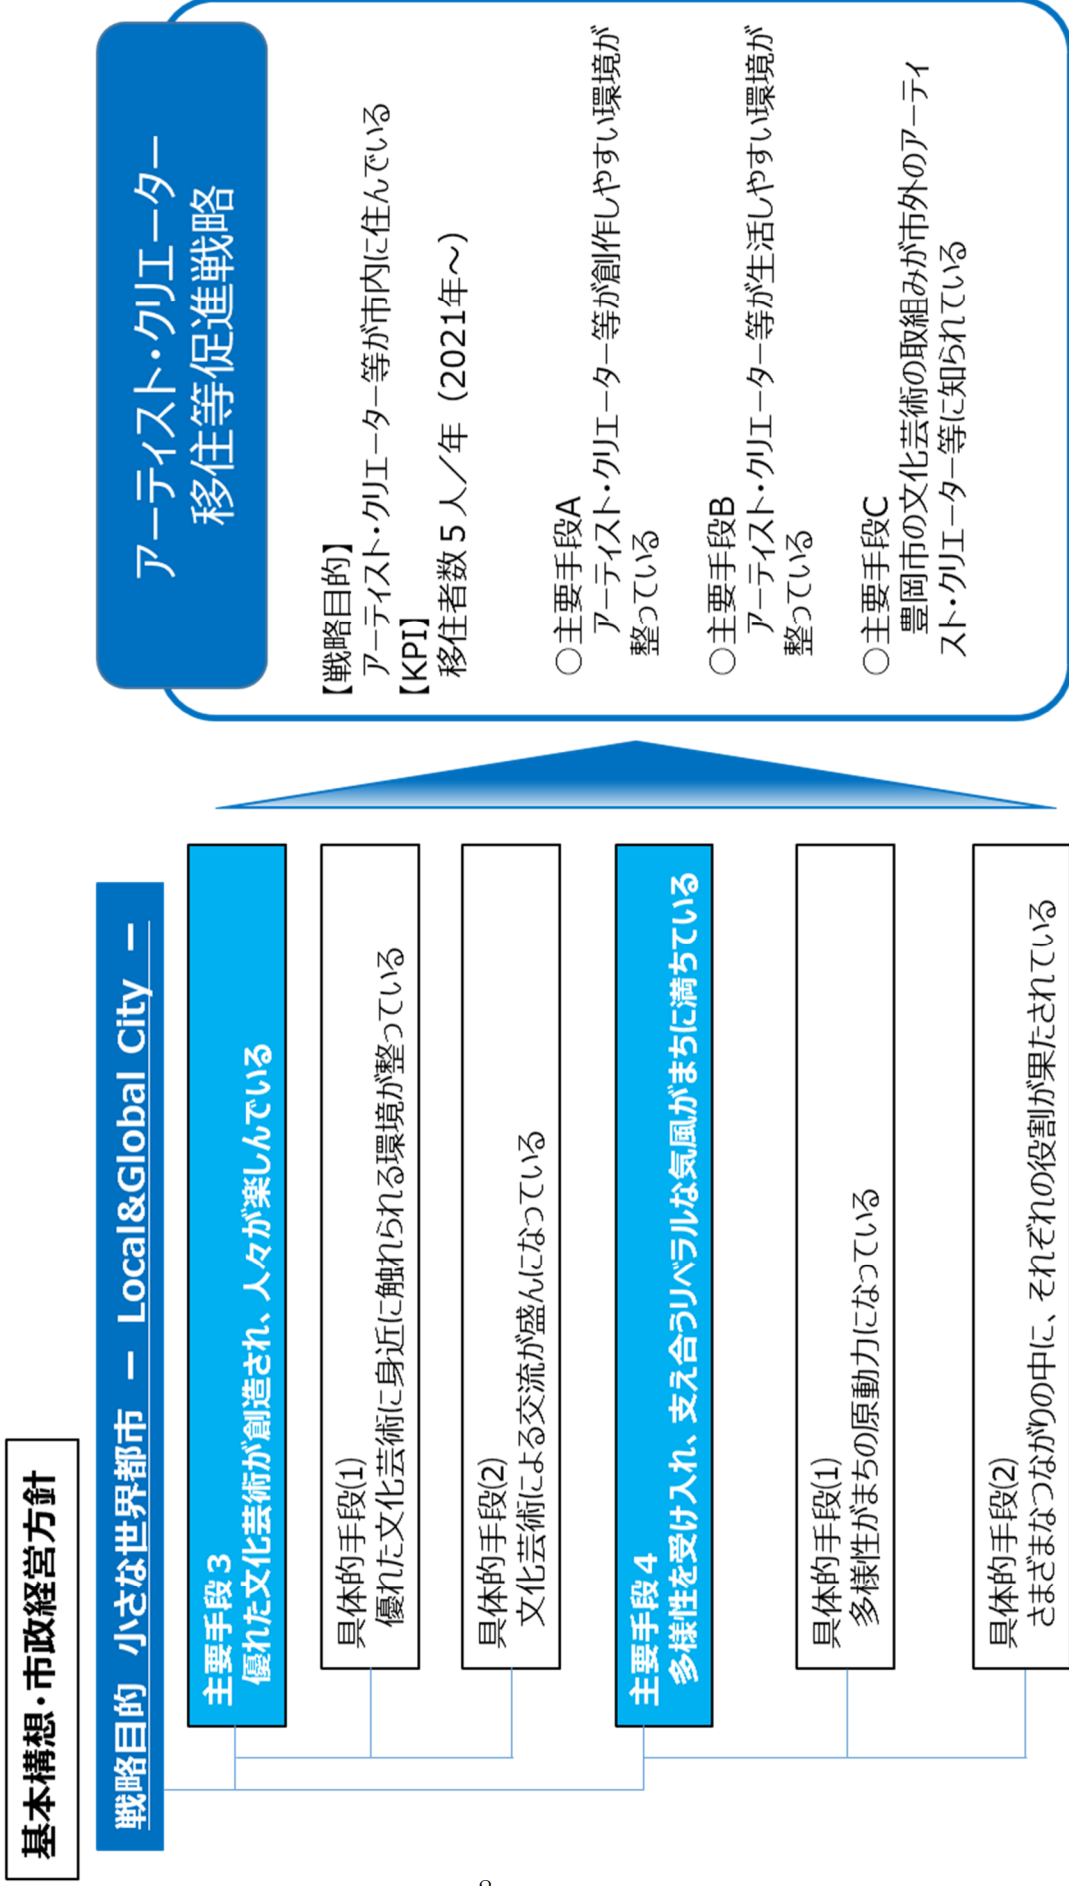 基本構想・市政経営方針
戦略目的 小さな世界都市 － Local&Global City －
主要手段３
優れた文化芸術が創造され、人々が楽しんでいる
具体的手段(1)
優れた文化芸術に身近に触れられる環境が整っている
具体的手段(2)
文化芸術による交流が盛んになっている
主要手段４
多様性を受け入れ、支え合うリベラルな気風がまちに満ちている
具体的手段(1)
多様性がまちの原動力になっている
具体的手段(2)
さまざまなつながりの中に、それぞれの役割が果たされている
アーティスト・クリエーター
移住等促進戦略
【戦略目的】
アーティスト・クリエーター等が市内に住んでいる
【KPI】
移住者数５人／年（2021年～）
○主要手段A
アーティスト・クリエーター等が創作しやすい環境が
整っている
○主要手段B
アーティスト・クリエーター等が生活しやすい環境が
整っている
○主要手段C
豊岡市の文化芸術の取組みが市外のアーティ
スト・クリエーター等に知られている